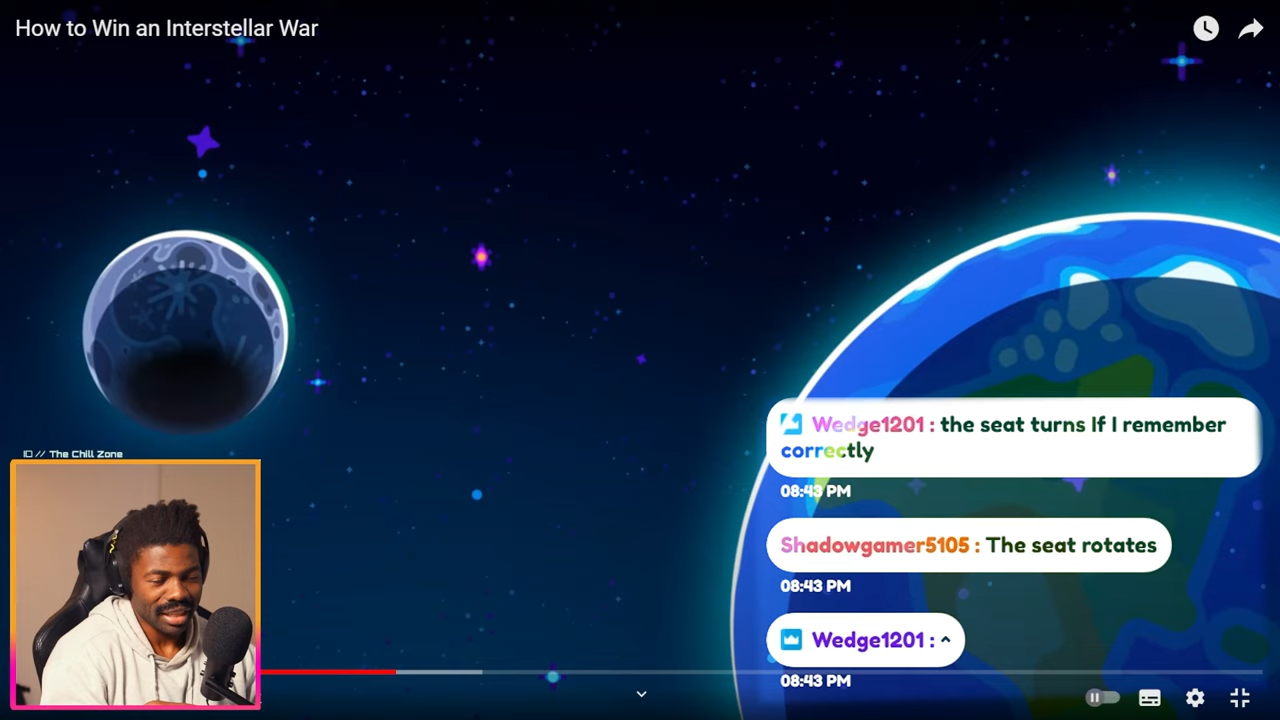 How to Win an Interstellar War
Wedge1201 : the seat turns If I remember
correctly
08:43 PM
ID // The Chill Zone
Shadowgamer5105 : The seat rotates
08:43 PM
Wedge1201 : ^
08:43 PM